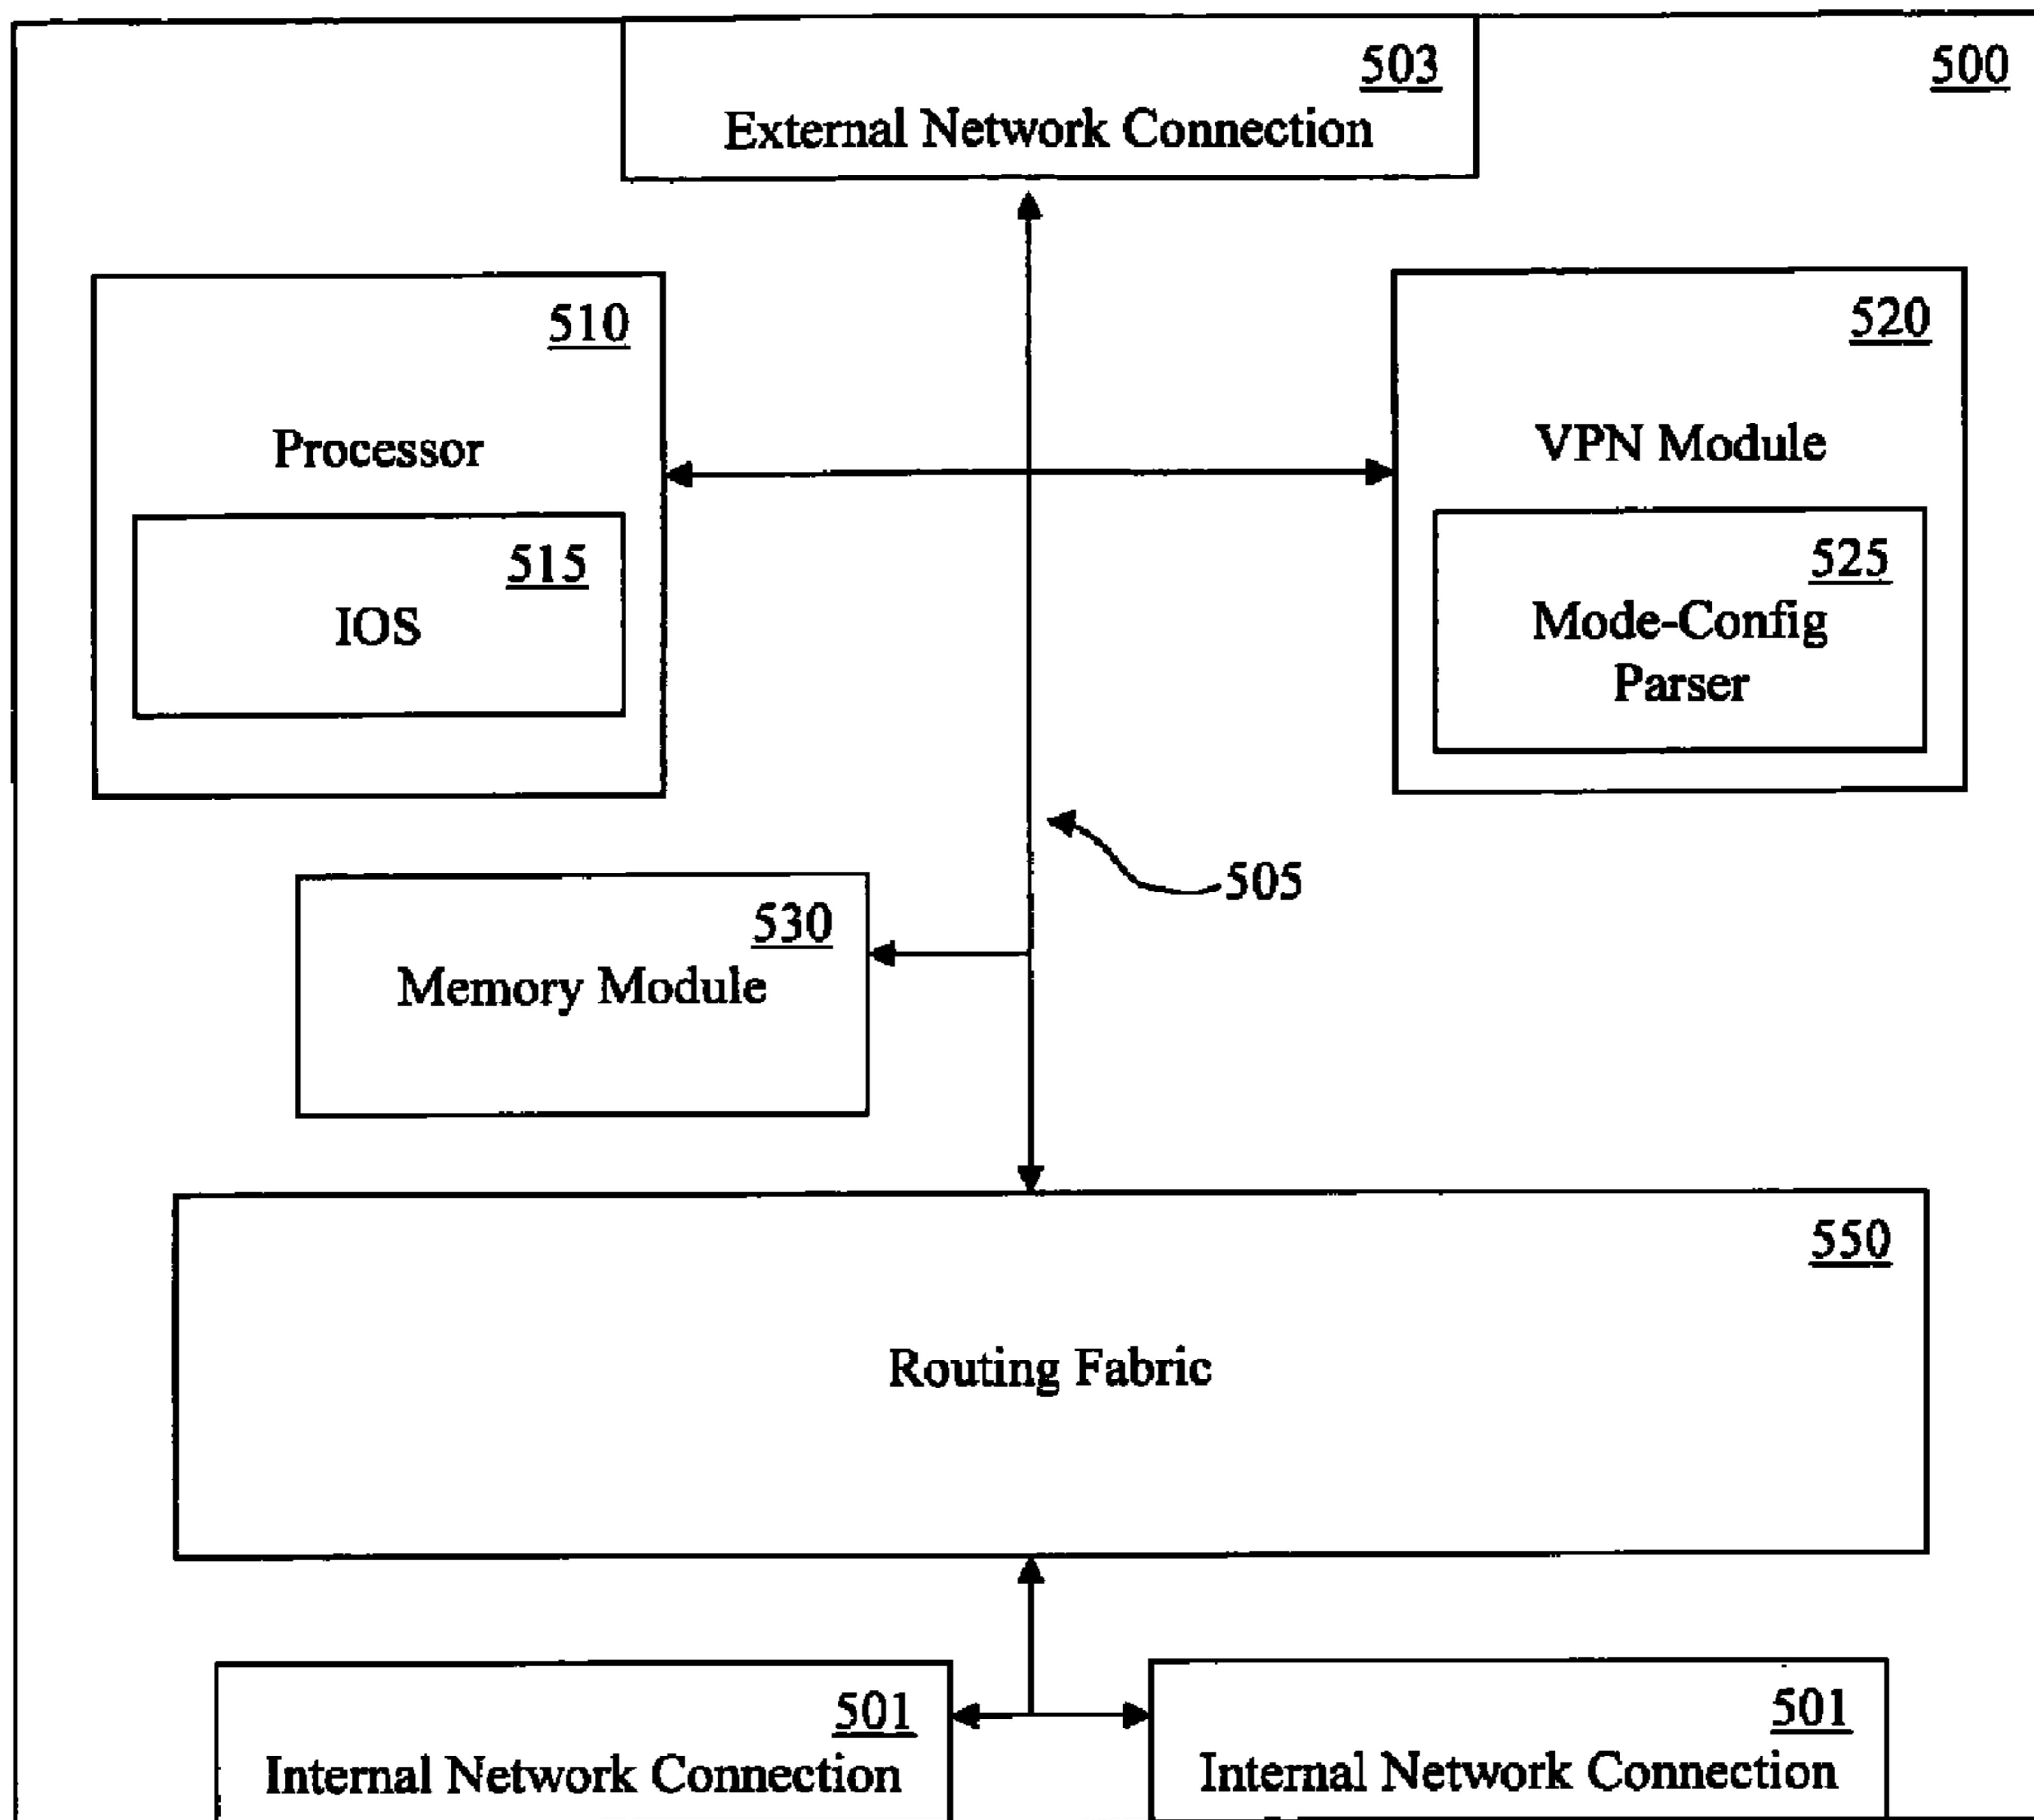 503
External Network Connection
500
510
Processor
515
IOS
520
VPN Module
525
Mode-Config
Parser
505
530
Memory Module
550
Routing Fabric
501
Internal Network Connection
501
Internal Network Connection